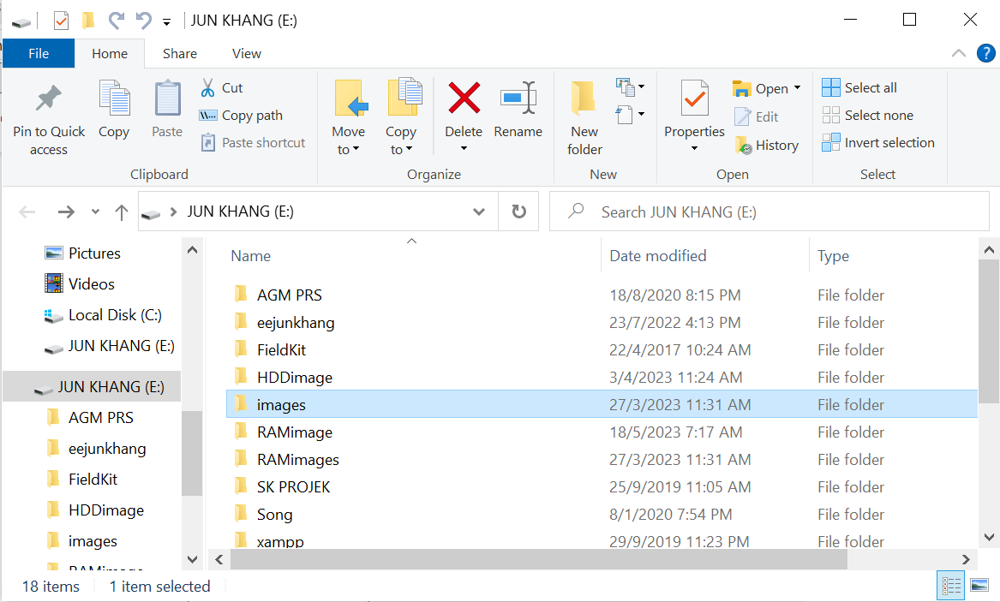 JUN KHANG (E:)
File Home Share View
Pin to Quick access
Copy
Paste
Cut
Copy path
Paste shortcut
Clipboard
Move to
Copy to
Delete
Rename
Organize
New folder
New
Properties
Open
Edit
History
Open
Select all
Select none
Invert selection
Select
JUN KHANG (E:)
Search JUN KHANG (E:)
Pictures
Videos
Local Disk (C:)
JUN KHANG (E:)
JUN KHANG (E:)
AGM PRS
eejunkhang
FieldKit
HDDimage
images
RAMimage
Name Date modified Type
AGM PRS 18/8/2020 8:15 PM File folder
eejunkhang 23/7/2022 4:13 PM File folder
FieldKit 22/4/2017 10:24 AM File folder
HDDimage 3/4/2023 11:24 AM File folder
images 27/3/2023 11:31 AM File folder
RAMimage 18/5/2023 7:17 AM File folder
RAMimages 27/3/2023 11:31 AM File folder
SK PROJEK 25/9/2019 11:05 AM File folder
Song 8/1/2020 7:54 PM File folder
xampp 29/9/2019 11:23 PM File folder
18 items 1 item selected